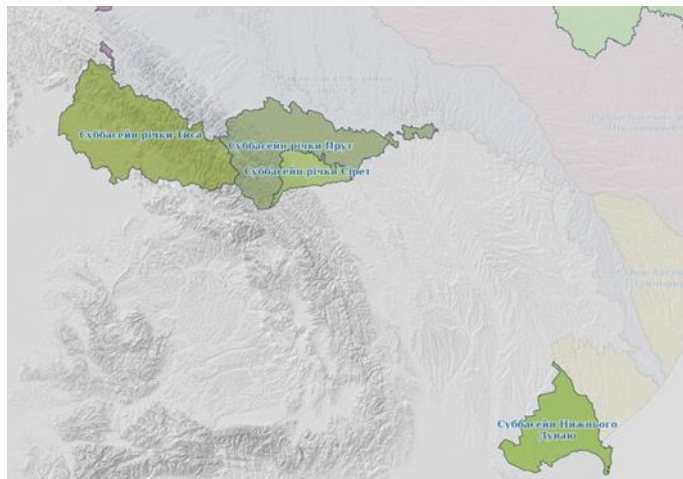 Суббасейн річки Тиса
Суббасейн річки Прут
Суббасейн річки Сірет
Суббасейн Нижнього
Дунаю